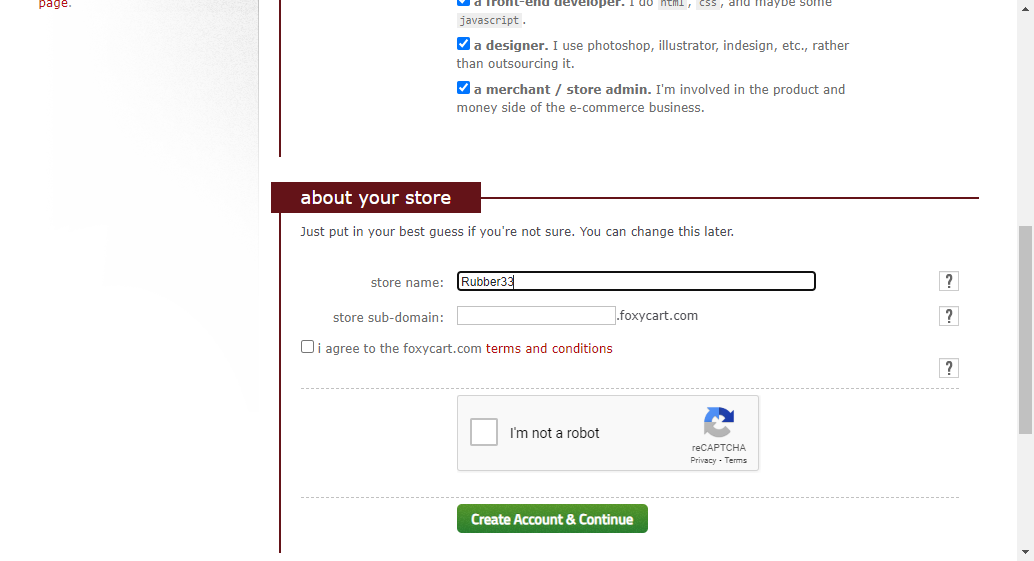 page.
a front-end developer. I do html, css, and maybe some
javascript.
a designer. I use photoshop, illustrator, indesign, etc., rather
than outsourcing it.
a merchant / store admin. I'm involved in the product and
money side of the e-commerce business.
about your store
Just put in your best guess if you're not sure. You can change this later.
store name: Rubber33 ?
store sub-domain: .foxycart.com ?
i agree to the foxycart.com terms and conditions
?
I'm not a robot
reCAPTCHA
Privacy - Terms
Create Account & Continue